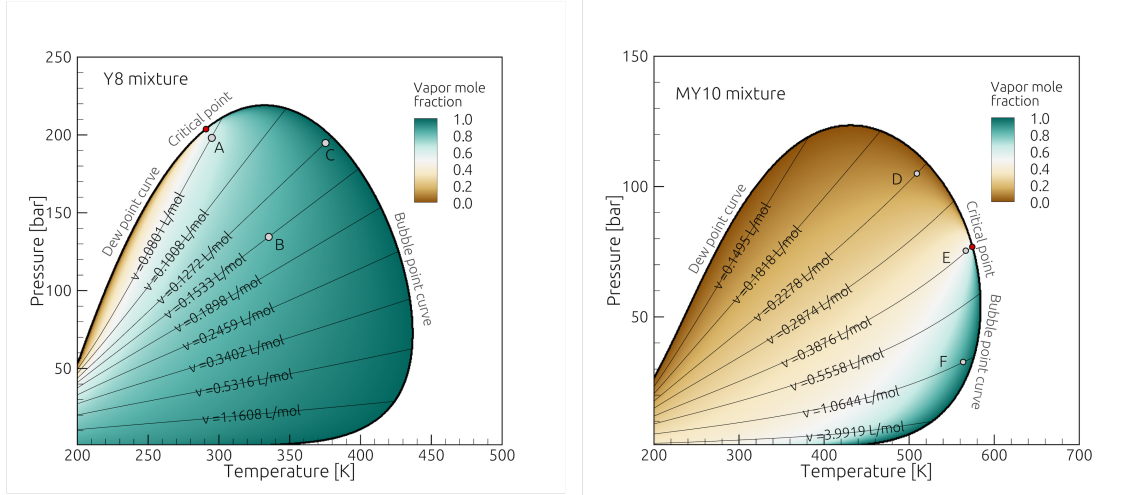 Y8 mixture
Vapor mole
fraction
1.0
0.8
0.6
0.4
0.2
0.0
Critical point
Dew point curve
Bubble point curve
A
B
C
v =0.0801 L/mol
v =0.1008 L/mol
v =0.1272 L/mol
v =0.1533 L/mol
v =0.1898 L/mol
v =0.2459 L/mol
v =0.3402 L/mol
v =0.5316 L/mol
v =1.1608 L/mol
Pressure [bar]
250
200
150
100
50
200
250
300
350
400
450
500
Temperature [K]
MY10 mixture
Vapor mole
fraction
1.0
0.8
0.6
0.4
0.2
0.0
Dew point curve
Critical point
Bubble point curve
D
E
F
v =0.1495 L/mol
v =0.1818 L/mol
v =0.2278 L/mol
v =0.2874 L/mol
v =0.3876 L/mol
v =0.5558 L/mol
v =1.0644 L/mol
v =3.9919 L/mol
Pressure [bar]
150
100
50
200
300
400
500
600
700
Temperature [K]